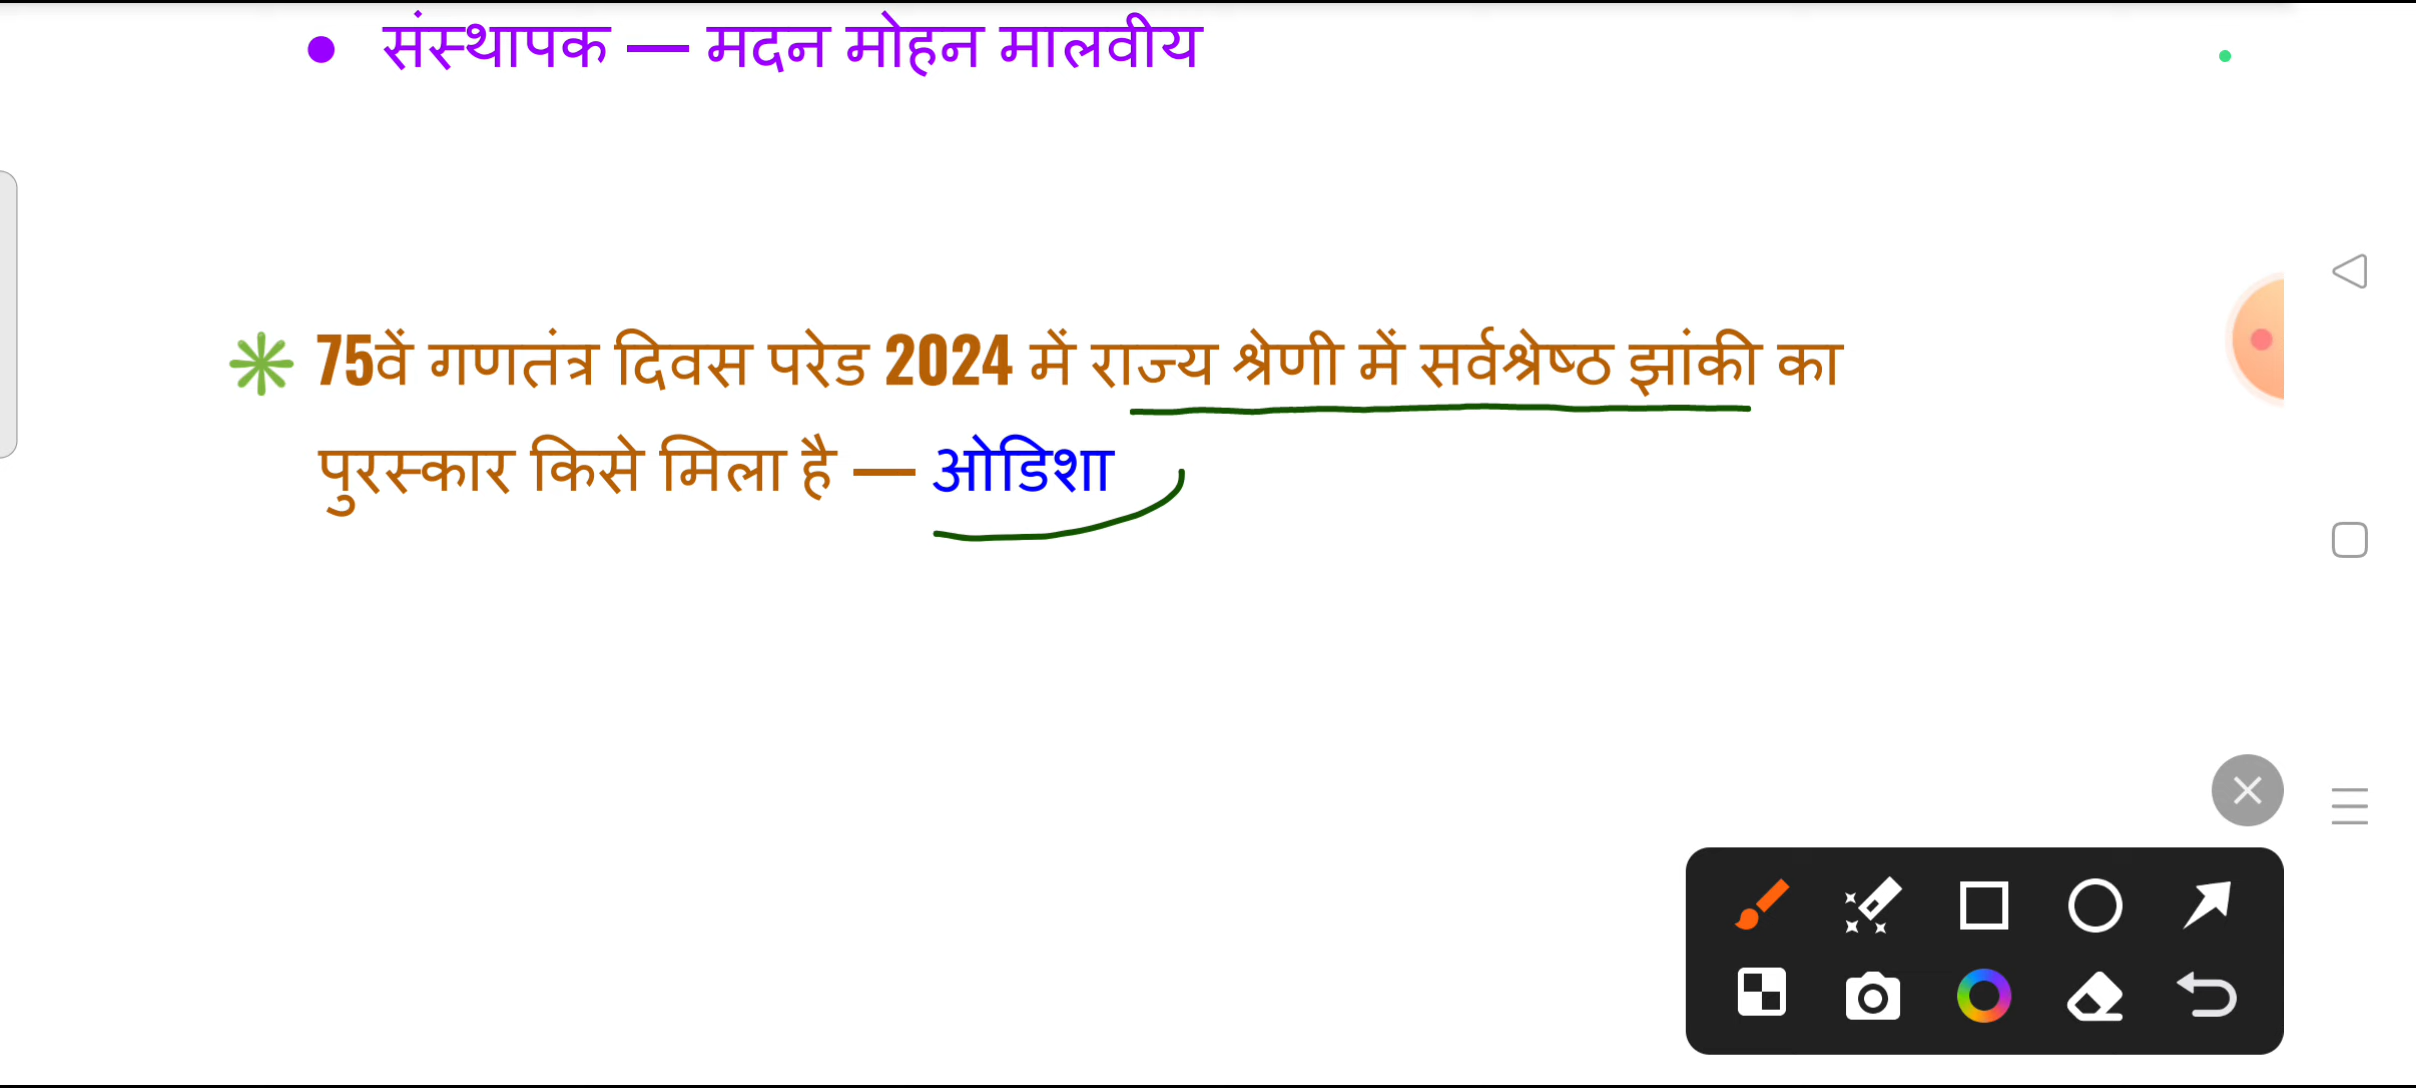 • संस्थापक — मदन मोहन मालवीय
✳ 75वें गणतंत्र दिवस परेड 2024 में राज्य श्रेणी में सर्वश्रेष्ठ झांकी का
पुरस्कार किसे मिला है — ओडिशा